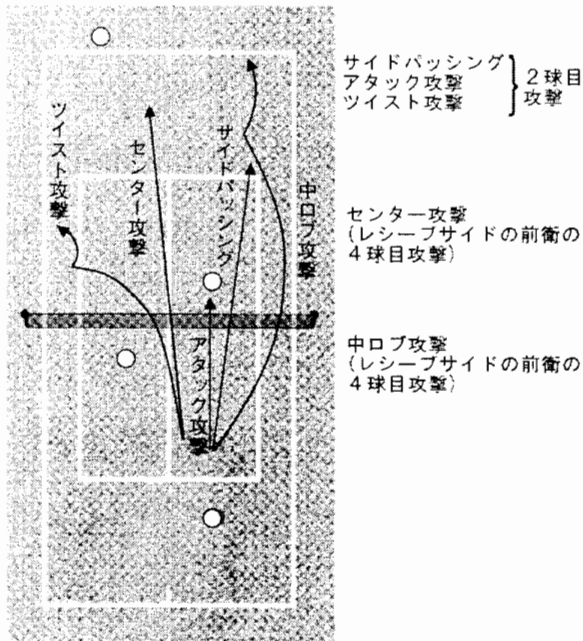 サイドパッシング
アタック攻撃
ツイスト攻撃
2球目
攻撃
センター攻撃
(レシーブサイドの前衛の
4球目攻撃)
中ロブ攻撃
(レシーブサイドの前衛の
4球目攻撃)
ツイスト攻撃
センター攻撃
サイドパッシング
中ロブ攻撃
アタック攻撃